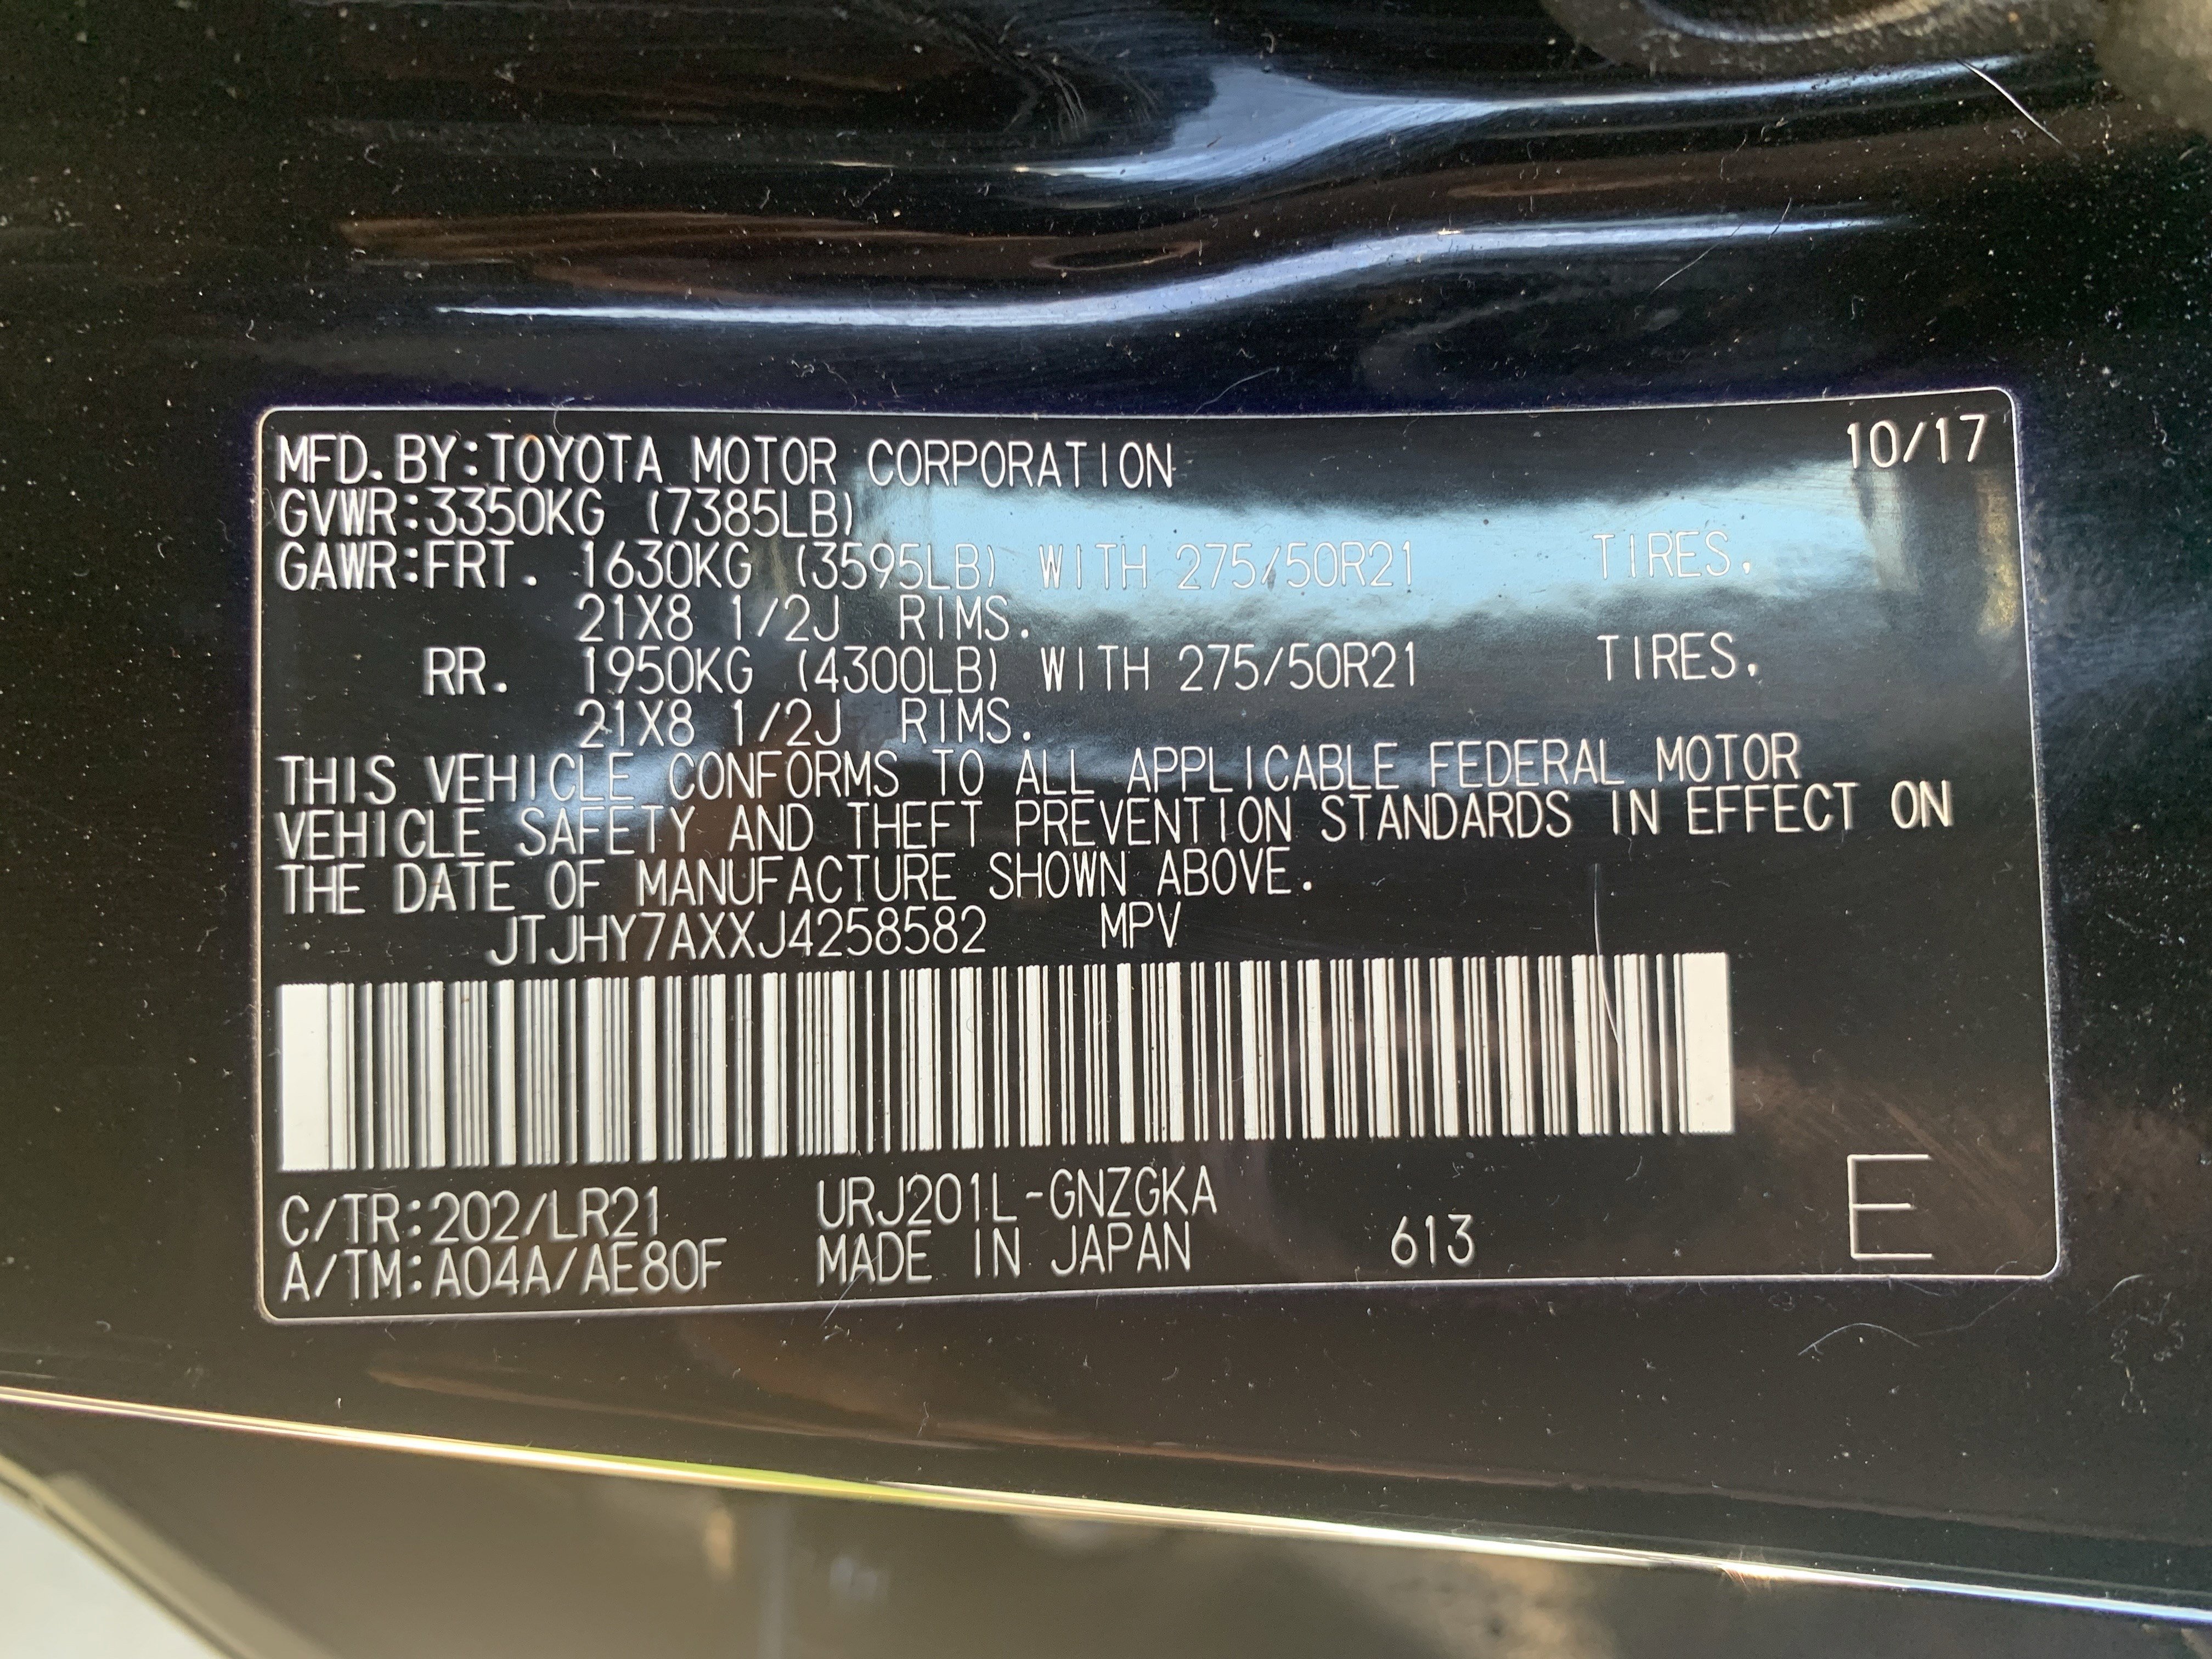 10/17
MFD. BY:TOYOTA MOTOR CORPORATION
GVWR:3350KG (7385LB)
GAWR:FRT. 1630KG (3595LB) WITH 275/50R21 TIRES.
21X8 1/2J RIMS.
RR. 1950KG (4300LB) WITH 275/50R21 TIRES.
21X8 1/2J RIMS.
THIS VEHICLE CONFORMS TO ALL APPLICABLE FEDERAL MOTOR
VEHICLE SAFETY AND THEFT PREVENTION STANDARDS IN EFFECT ON
THE DATE OF MANUFACTURE SHOWN ABOVE.
JTJHY7AXXJ4258582 MPV
C/TR:202/LR21 URJ201L-GNZGKA
A/TM:A04A/AE80F MADE IN JAPAN 613 E